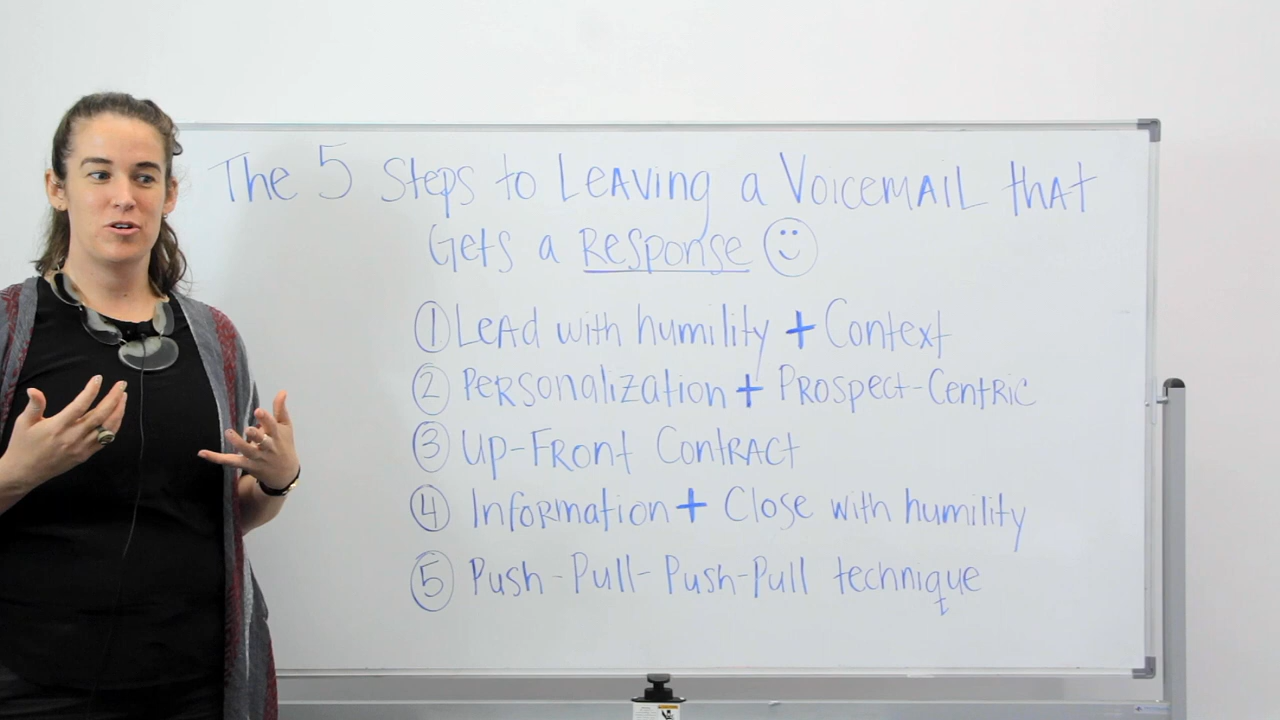 The 5 Steps to Leaving a Voicemail that
Gets a Response
① Lead with humility + Context
② Personalization + Prospect-Centric
③ Up-Front Contract
④ Information + Close with humility
⑤ Push-Pull-Push-Pull technique